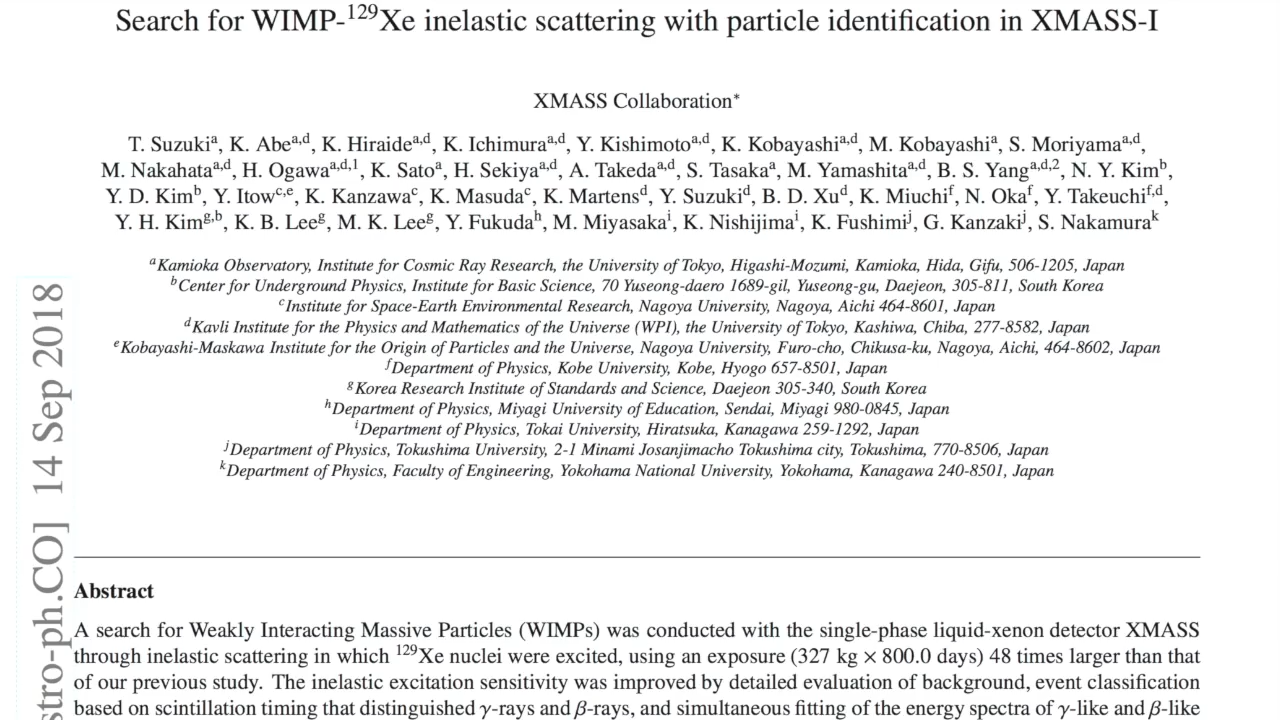 Search for WIMP-¹²⁹Xe inelastic scattering with particle identification in XMASS-I
XMASS Collaboration*
T. Suzukiᵃ, K. Abeᵃ,ᵈ, K. Hiraideᵃ,ᵈ, K. Ichimuraᵃ,ᵈ, Y. Kishimotoᵃ,ᵈ, K. Kobayashiᵃ,ᵈ, M. Kobayashiᵃ, S. Moriyamaᵃ,ᵈ,
M. Nakahataᵃ,ᵈ, H. Ogawaᵃ,ᵈ,¹, K. Satoᵃ, H. Sekiyaᵃ,ᵈ, A. Takedaᵃ,ᵈ, S. Tasakaᵃ, M. Yamashitaᵃ,ᵈ, B. S. Yangᵃ,ᵈ,², N. Y. Kimᵇ,
Y. D. Kimᵇ, Y. Itowᶜ,ᵉ, K. Kanzawaᶜ, K. Masudaᶜ, K. Martensᵈ, Y. Suzukiᵈ, B. D. Xuᵈ, K. Miuchiᶠ, N. Okaᶠ, Y. Takeuchiᶠ,ᵈ,
Y. H. Kimᵍ,ᵇ, K. B. Leeᵍ, M. K. Leeᵍ, Y. Fukudaʰ, M. Miyasakaⁱ, K. Nishijimaⁱ, K. Fushimiʲ, G. Kanzakiʲ, S. Nakamuraᵏ
ᵃKamioka Observatory, Institute for Cosmic Ray Research, the University of Tokyo, Higashi-Mozumi, Kamioka, Hida, Gifu, 506-1205, Japan
ᵇCenter for Underground Physics, Institute for Basic Science, 70 Yuseong-daero 1689-gil, Yuseong-gu, Daejeon, 305-811, South Korea
ᶜInstitute for Space-Earth Environmental Research, Nagoya University, Nagoya, Aichi 464-8601, Japan
ᵈKavli Institute for the Physics and Mathematics of the Universe (WPI), the University of Tokyo, Kashiwa, Chiba, 277-8582, Japan
ᵉKobayashi-Maskawa Institute for the Origin of Particles and the Universe, Nagoya University, Furo-cho, Chikusa-ku, Nagoya, Aichi, 464-8602, Japan
ᶠDepartment of Physics, Kobe University, Kobe, Hyogo 657-8501, Japan
ᵍKorea Research Institute of Standards and Science, Daejeon 305-340, South Korea
ʰDepartment of Physics, Miyagi University of Education, Sendai, Miyagi 980-0845, Japan
ⁱDepartment of Physics, Tokai University, Hiratsuka, Kanagawa 259-1292, Japan
ʲDepartment of Physics, Tokushima University, 2-1 Minami Josanjimacho Tokushima city, Tokushima, 770-8506, Japan
ᵏDepartment of Physics, Faculty of Engineering, Yokohama National University, Yokohama, Kanagawa 240-8501, Japan
stro-ph.CO] 14 Sep 2018
Abstract
A search for Weakly Interacting Massive Particles (WIMPs) was conducted with the single-phase liquid-xenon detector XMASS
through inelastic scattering in which ¹²⁹Xe nuclei were excited, using an exposure (327 kg × 800.0 days) 48 times larger than that
of our previous study. The inelastic excitation sensitivity was improved by detailed evaluation of background, event classification
based on scintillation timing that distinguished γ-rays and β-rays, and simultaneous fitting of the energy spectra of γ-like and β-like